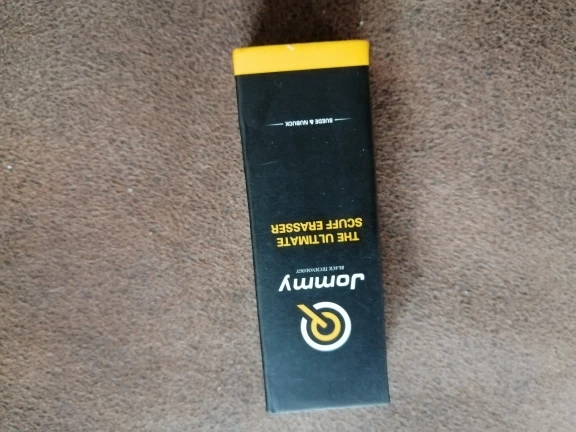 Jommy
BLACK TECHNOLOGY
THE ULTIMATE
SCUFF ERASSER
SUEDE & NUBUCK